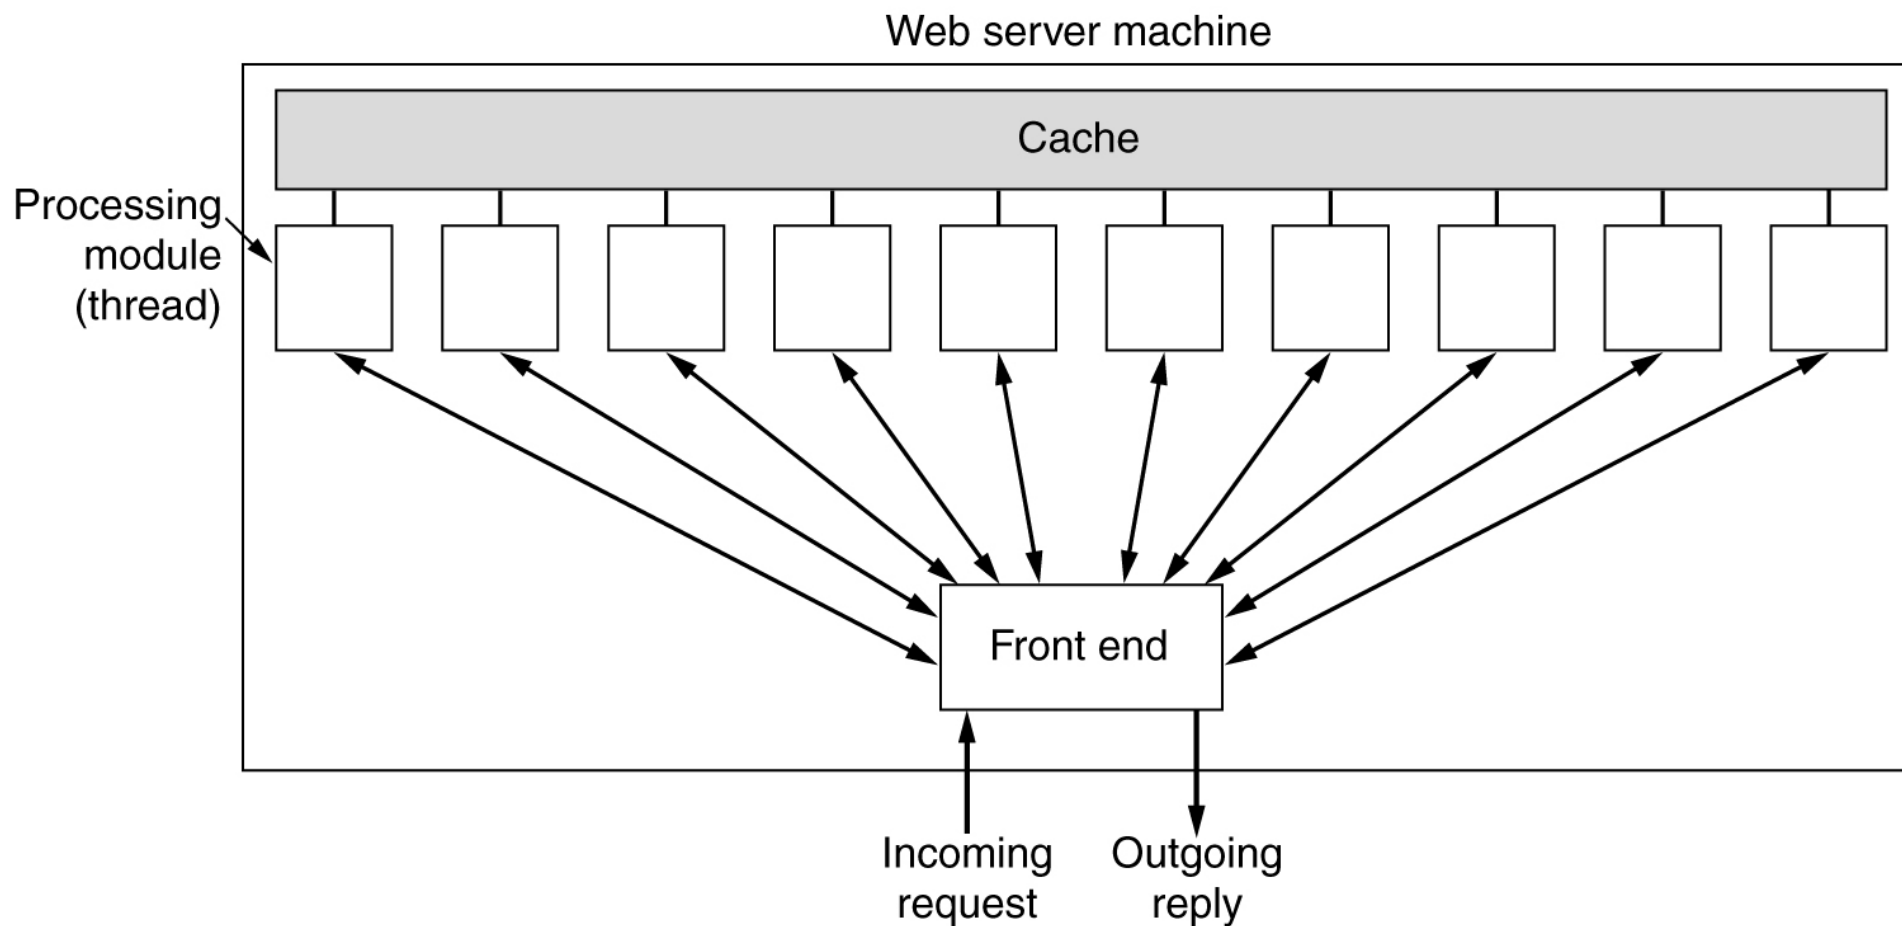 Web server machine
Cache
Processing
module
(thread)
Front end
Incoming
request
Outgoing
reply